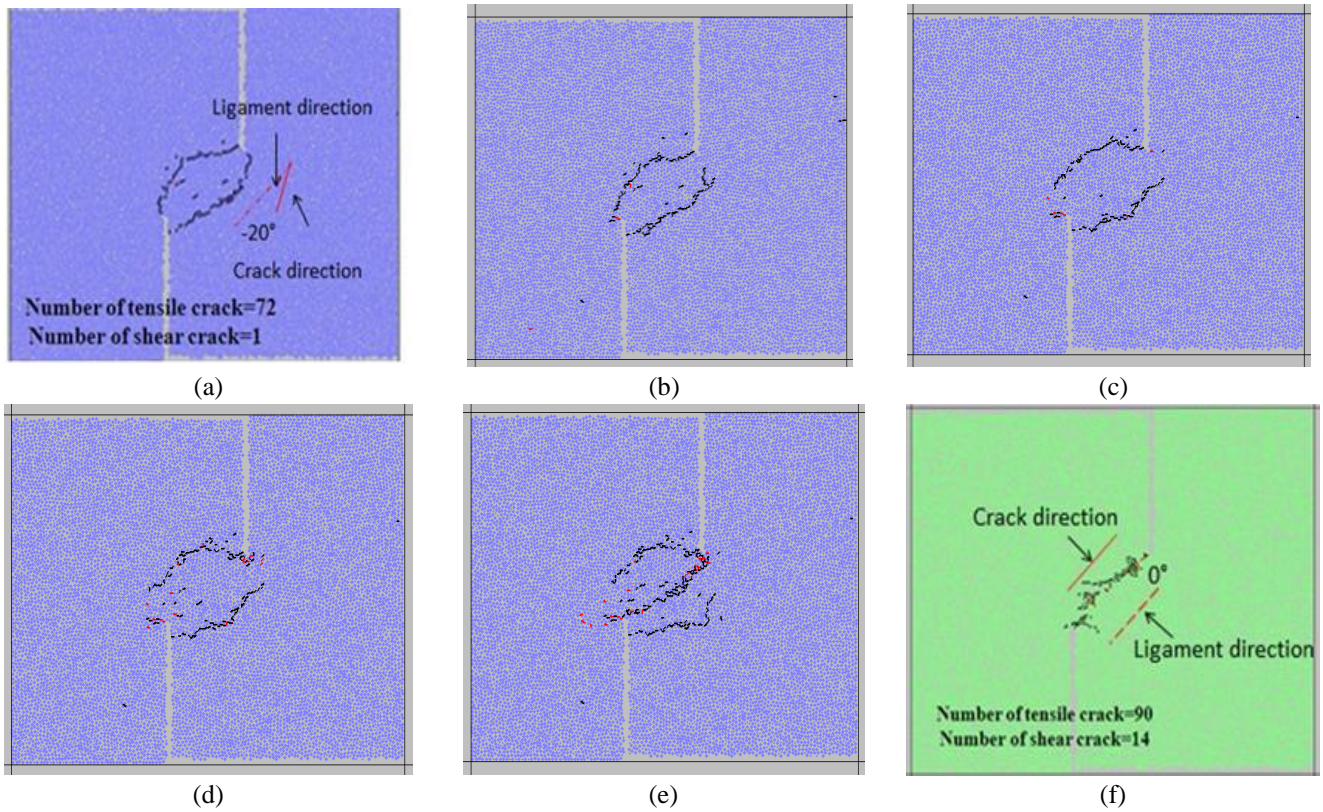 Ligament direction
-20°
Crack direction
Number of tensile crack=72
Number of shear crack=1
(a)
(b)
(c)
(d)
(e)
Crack direction
0°
Ligament direction
Number of tensile crack=90
Number of shear crack=14
(f)